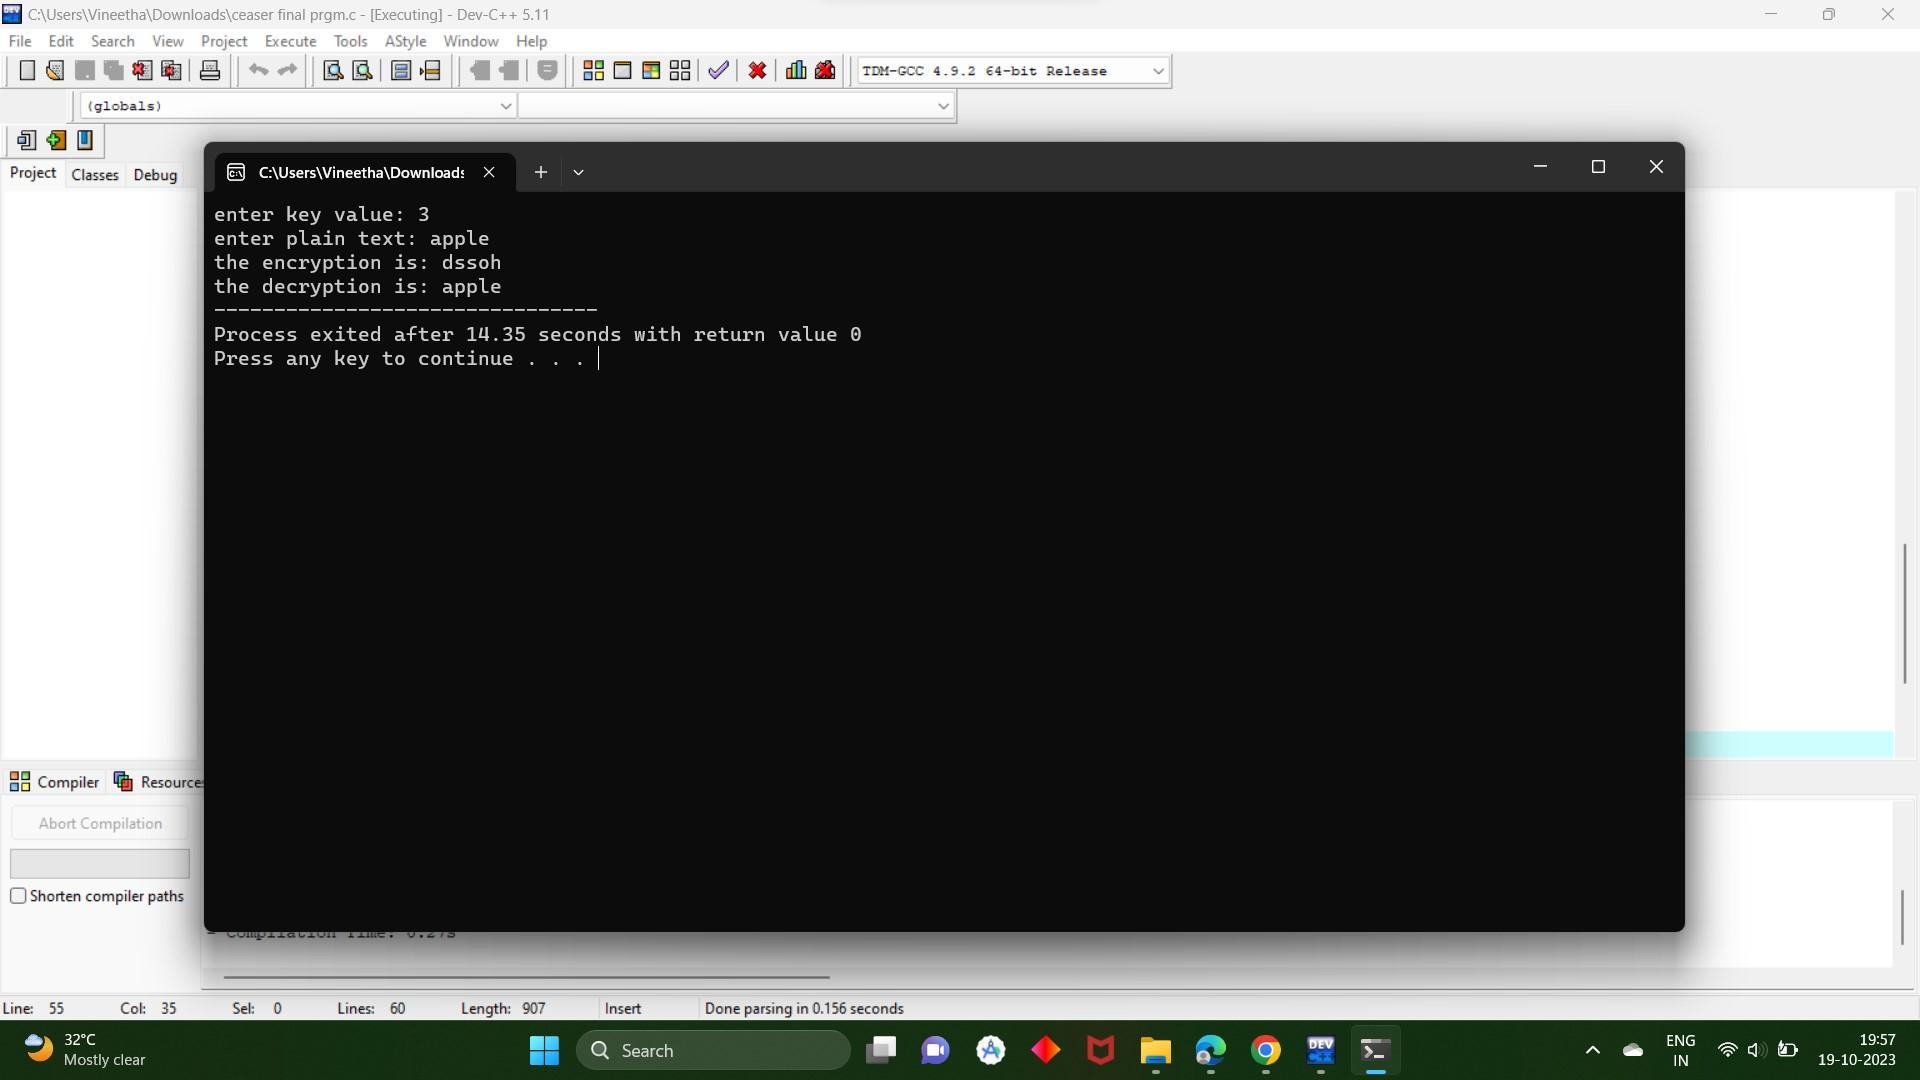 C:\Users\Vineetha\Downloads\ceaser final prgm.c - [Executing] - Dev-C++ 5.11
File Edit Search View Project Execute Tools AStyle Window Help
TDM-GCC 4.9.2 64-bit Release
(globals)
Project Classes Debug
C:\Users\Vineetha\Downloads
enter key value: 3
enter plain text: apple
the encryption is: dssoh
the decryption is: apple
--------------------------------
Process exited after 14.35 seconds with return value 0
Press any key to continue . . .
Compiler Resources
Abort Compilation
Shorten compiler paths
- Compilation Time: 0.27s
Line: 55 Col: 35 Sel: 0 Lines: 60 Length: 907 Insert Done parsing in 0.156 seconds
32°C
Mostly clear
Search
DEV
ENG
IN
19:57
19-10-2023